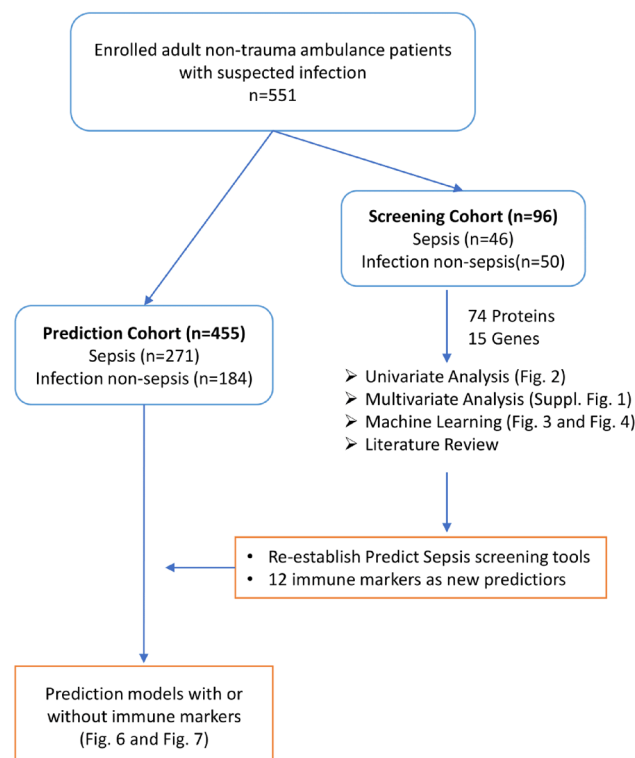 Enrolled adult non-trauma ambulance patients
with suspected infection
n=551
Screening Cohort (n=96)
Sepsis (n=46)
Infection non-sepsis(n=50)
Prediction Cohort (n=455)
Sepsis (n=271)
Infection non-sepsis (n=184)
74 Proteins
15 Genes
➢ Univariate Analysis (Fig. 2)
➢ Multivariate Analysis (Suppl. Fig. 1)
➢ Machine Learning (Fig. 3 and Fig. 4)
➢ Literature Review
• Re-establish Predict Sepsis screening tools
• 12 immune markers as new predictiors
Prediction models with or
without immune markers
(Fig. 6 and Fig. 7)